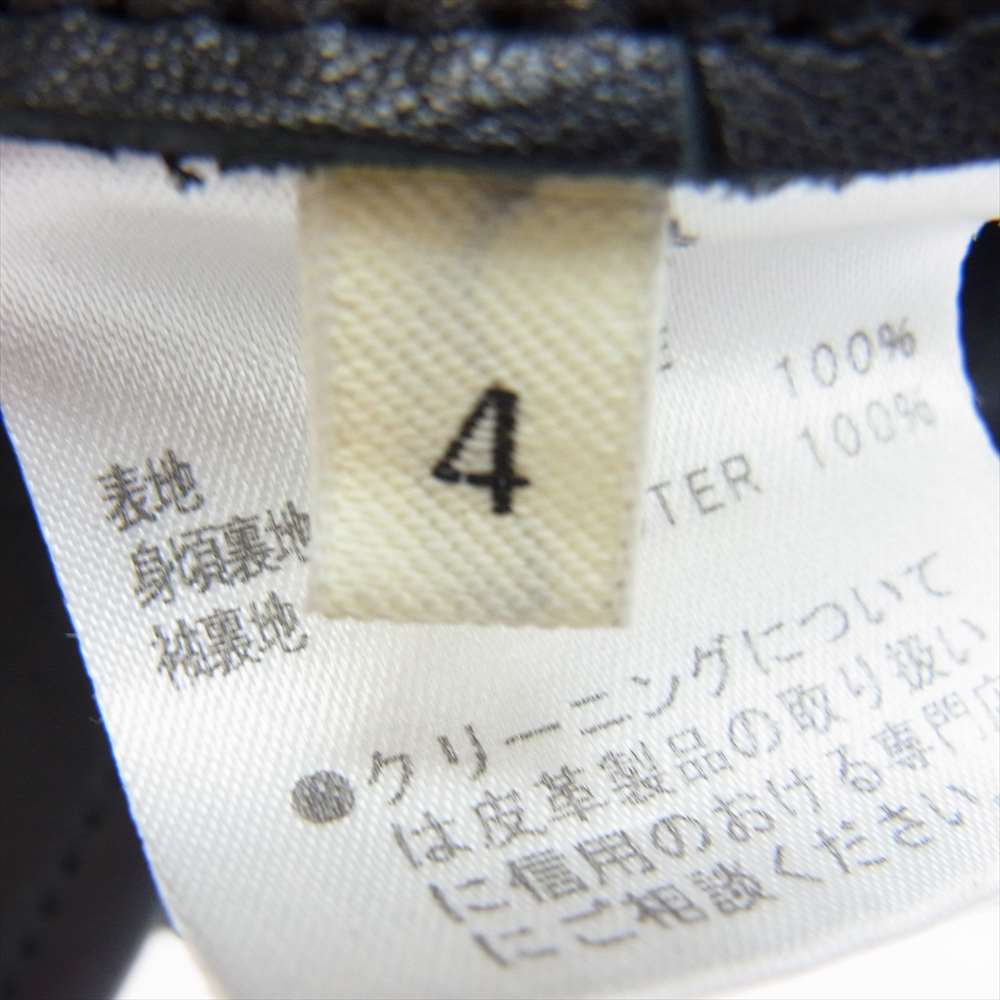 4
表地
100%
身頃裏地
TER 100%
袖裏地
●クリーニングについて
は皮革製品の取り扱い
に信用のおける専門店
にご相談ください。